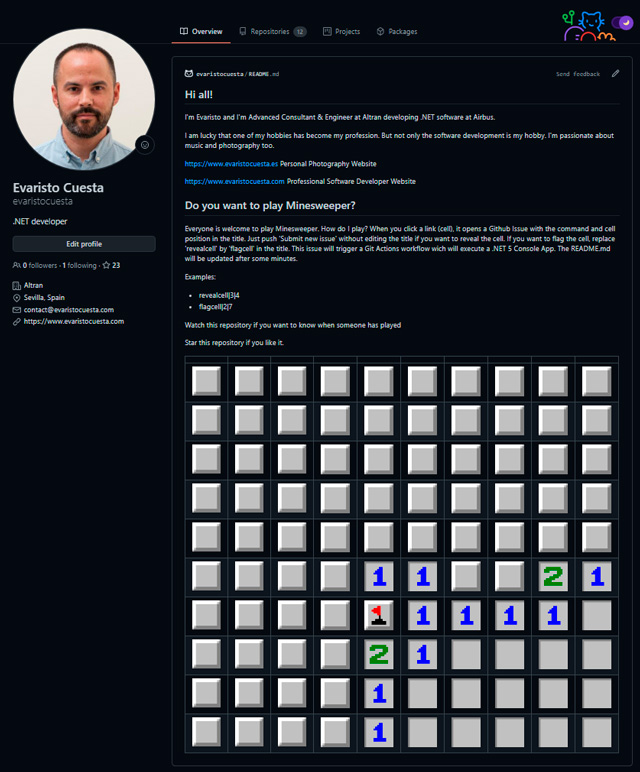 Overview
Repositories 12
Projects
Packages
evaristocuesta/README.md
Send feedback
Hi all!
I'm Evaristo and I'm Advanced Consultant & Engineer at Altran developing .NET software at Airbus.
I am lucky that one of my hobbies has become my profession. But not only the software development is my hobby. I'm passionate about
music and photography too.
https://www.evaristocuesta.es Personal Photography Website
https://www.evaristocuesta.com Professional Software Developer Website
Evaristo Cuesta
evaristocuesta
.NET developer
Edit profile
0 followers · 1 following · 23
Altran
Sevilla, Spain
contact@evaristocuesta.com
https://www.evaristocuesta.com
Do you want to play Minesweeper?
Everyone is welcome to play Minesweeper. How do I play? When you click a link (cell), it opens a Github Issue with the command and cell
position in the title. Just push 'Submit new issue' without editing the title if you want to reveal the cell. If you want to flag the cell, replace
'revealcell' by 'flagcell' in the title. This issue will trigger a Git Actions workflow wich will execute a .NET 5 Console App. The README.md
will be updated after some minutes.
Examples:
revealcell|3|4
flagcell|2|7
Watch this repository if you want to know when someone has played
Star this repository if you like it.
1 1 2 1
1 1 1 1
2 1
1
1